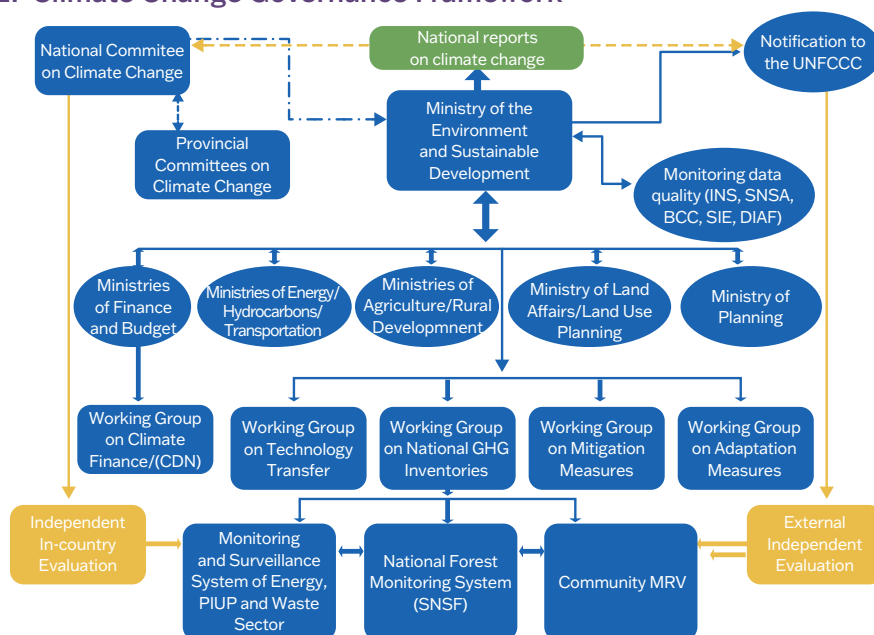 Climate Change Governance Framework
National Commitee
on Climate Change
National reports
on climate change
Notification to
the UNFCCC
Ministry of the
Environment
and Sustainable
Development
Provincial
Committees on
Climate Change
Monitoring data
quality (INS, SNSA,
BCC, SIE, DIAF)
Ministries
of Finance
and Budget
Ministries of Energy/
Hydrocarbons/
Transportation
Ministries of
Agriculture/Rural
Developmnent
Ministry of Land
Affairs/Land Use
Planning
Ministry of
Planning
Working Group
on Climate
Finance/(CDN)
Working Group
on Technology
Transfer
Working Group
on National GHG
Inventories
Working Group
on Mitigation
Measures
Working Group
on Adaptation
Measures
Independent
In-country
Evaluation
Monitoring
and Surveillance
System of Energy,
PIUP and Waste
Sector
National Forest
Monitoring System
(SNSF)
Community MRV
External
Independent
Evaluation